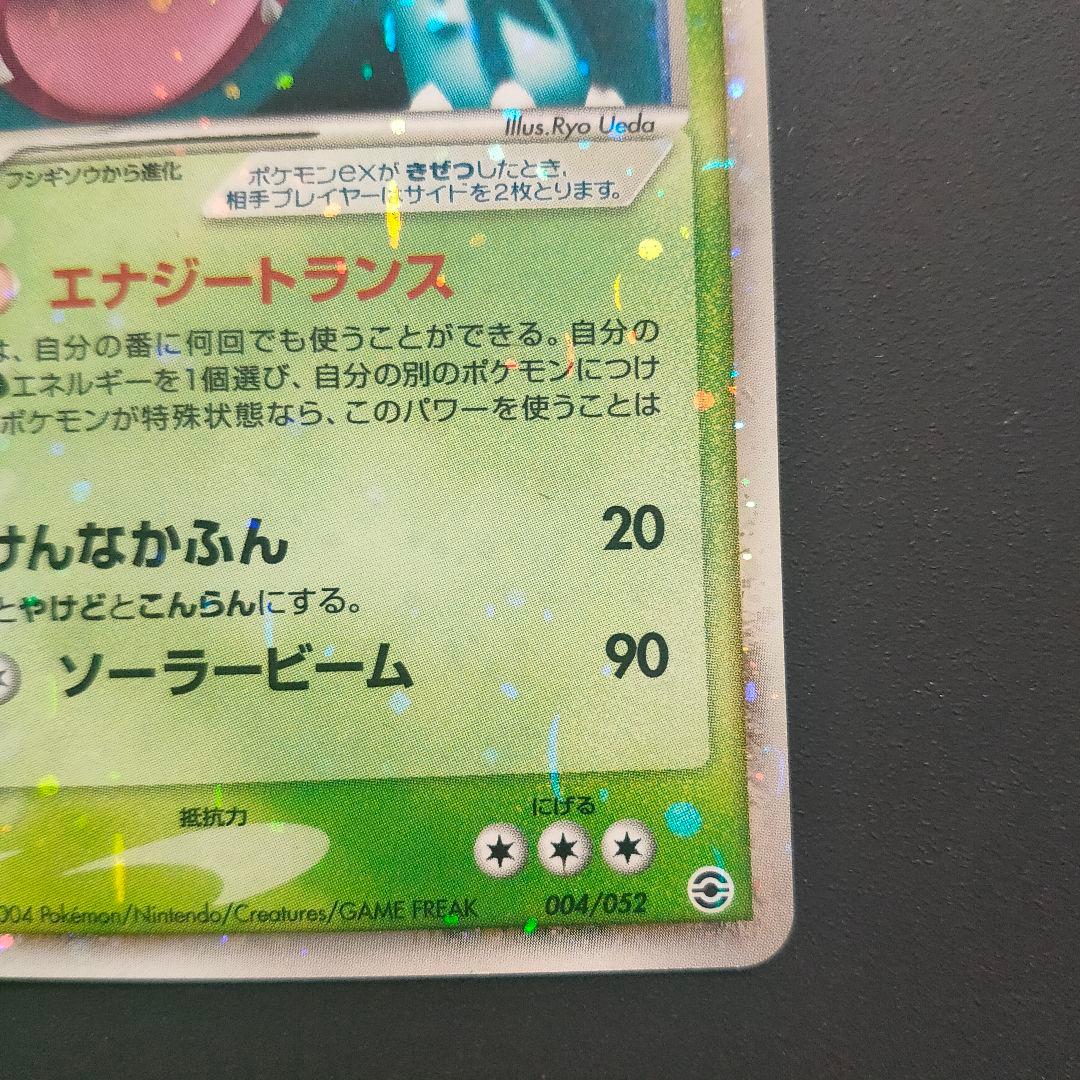 Illus.Ryo Ueda
フシギソウから進化
ポケモンexが きぜつしたとき、
相手プレイヤーはサイドを2枚とります。
エナジートランス
は、自分の番に何回でも使うことができる。自分の
エネルギーを1個選び、自分の別のポケモンにつけ
ポケモンが特殊状態なら、このパワーを使うことは
けんなかふん 20
とやけどとこんらんにする。
ソーラービーム 90
抵抗力 にげる
004 Pokémon/Nintendo/Creatures/GAME FREAK 004/052